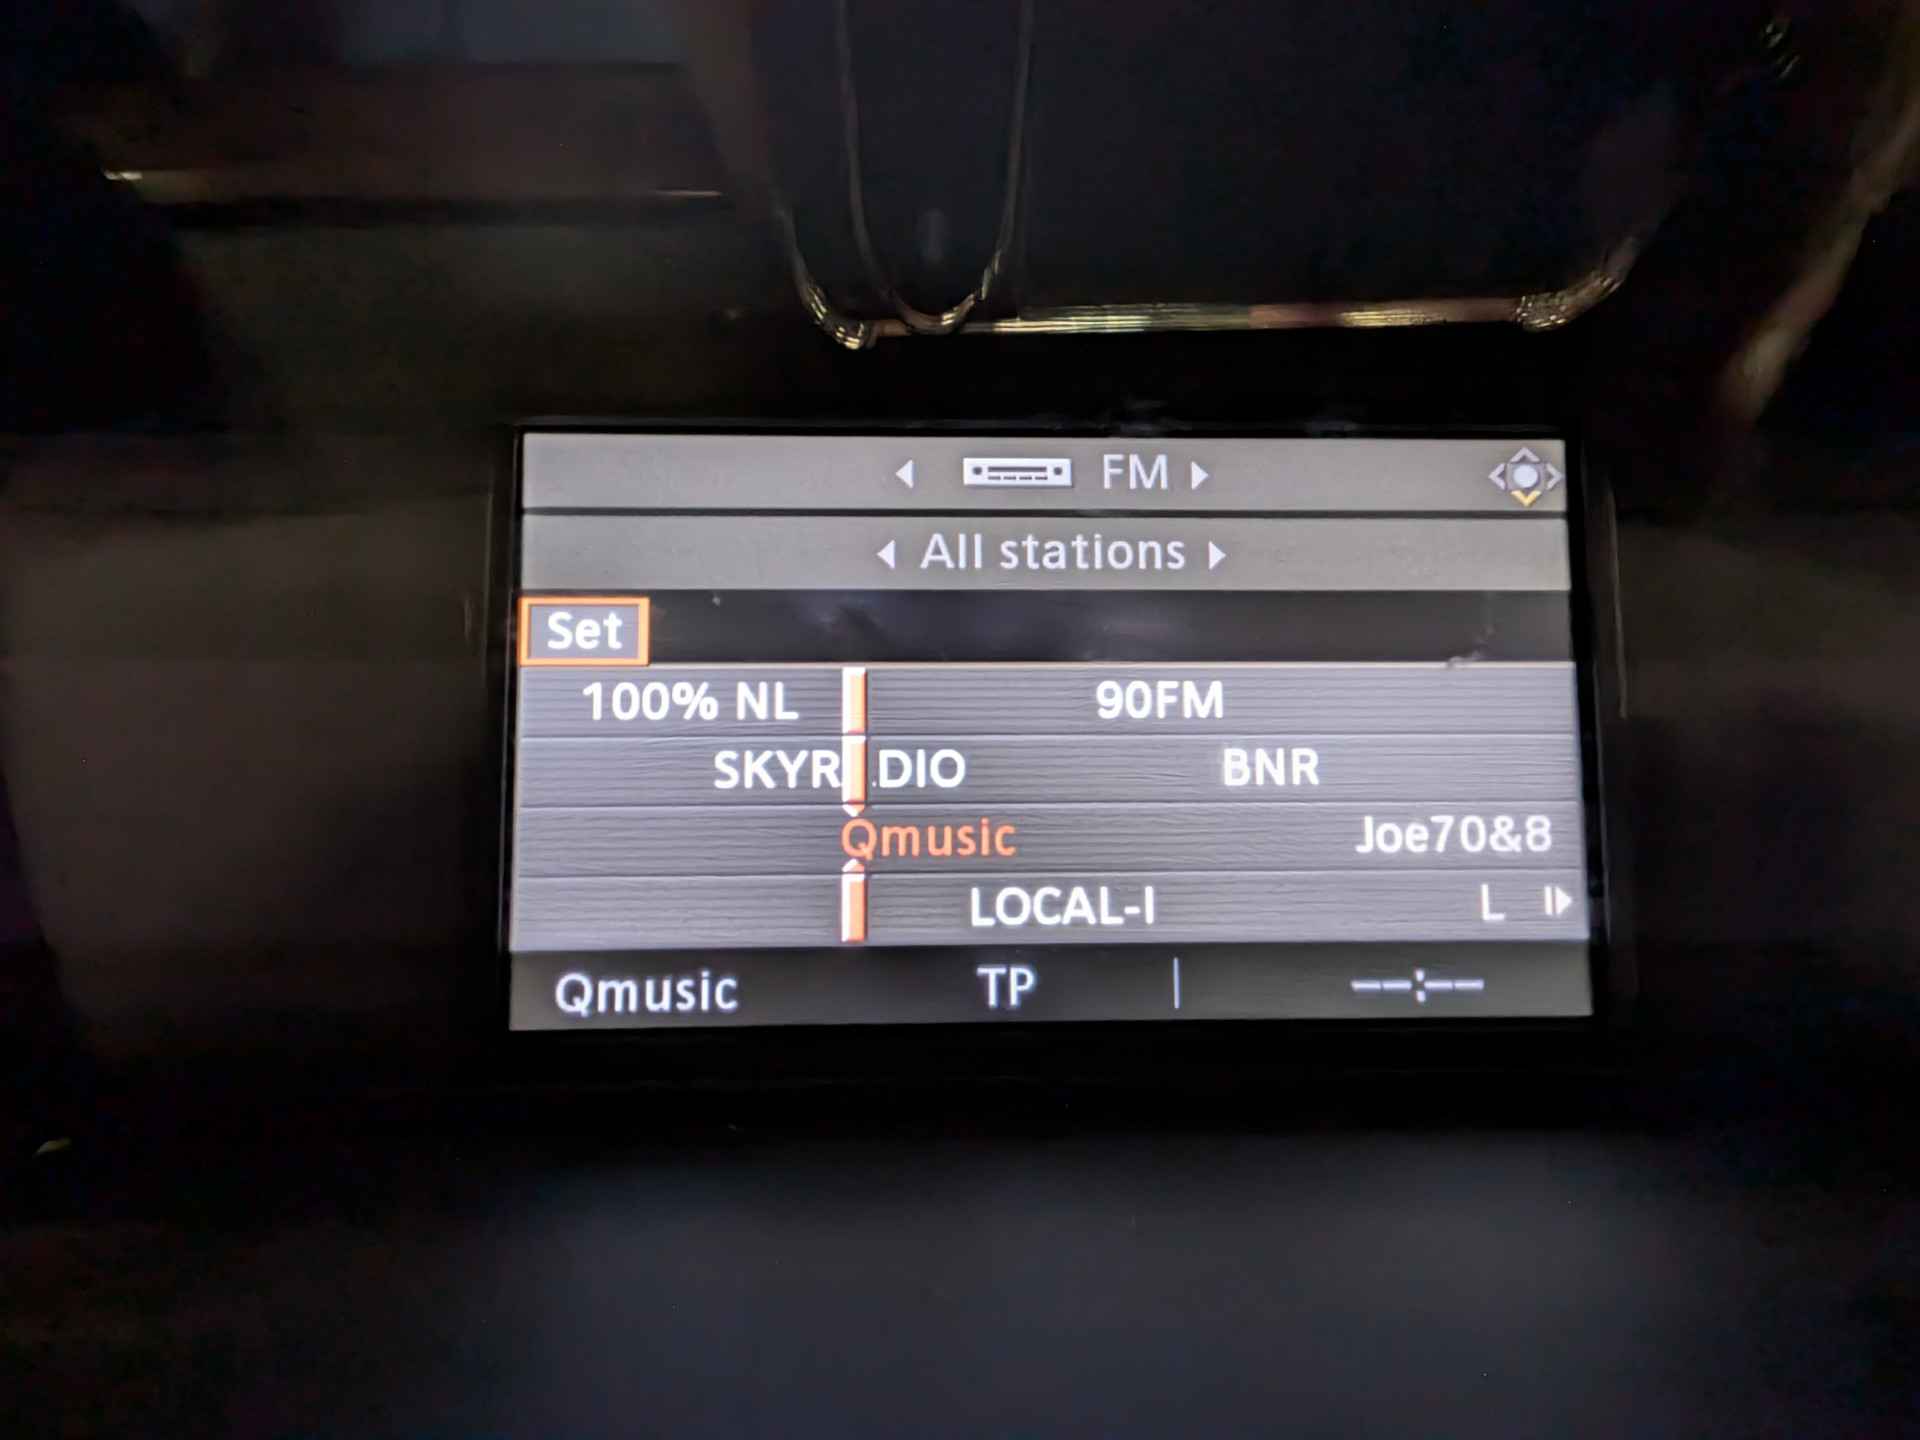 FM
All stations
Set
100% NL 90FM
SKYR DIO BNR
Qmusic Joe70&8
LOCAL-I L
Qmusic TP | --:--